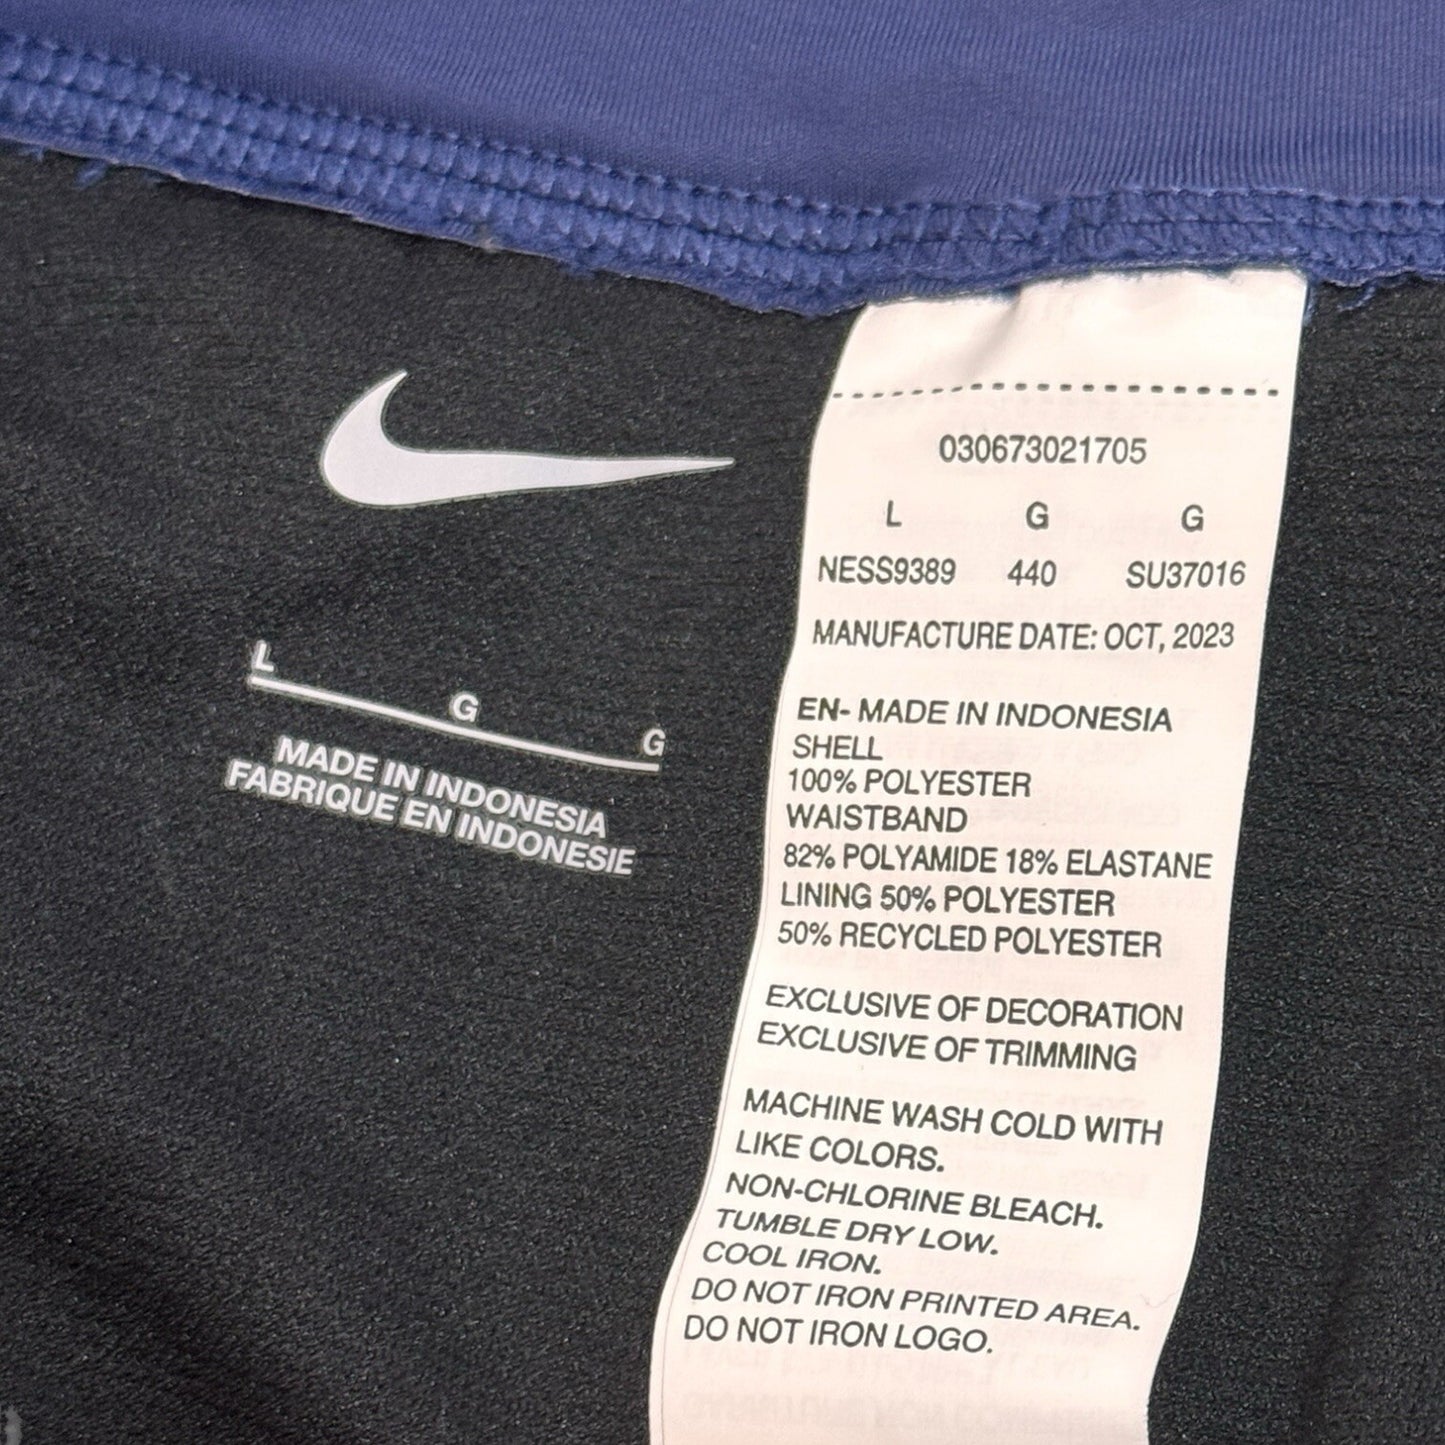 L
G
G
MADE IN INDONESIA
FABRIQUE EN INDONESIE
030673021705
L G G
NESS9389 440 SU37016
MANUFACTURE DATE: OCT, 2023
EN- MADE IN INDONESIA
SHELL
100% POLYESTER
WAISTBAND
82% POLYAMIDE 18% ELASTANE
LINING 50% POLYESTER
50% RECYCLED POLYESTER
EXCLUSIVE OF DECORATION
EXCLUSIVE OF TRIMMING
MACHINE WASH COLD WITH
LIKE COLORS.
NON-CHLORINE BLEACH.
TUMBLE DRY LOW.
COOL IRON.
DO NOT IRON PRINTED AREA.
DO NOT IRON LOGO.